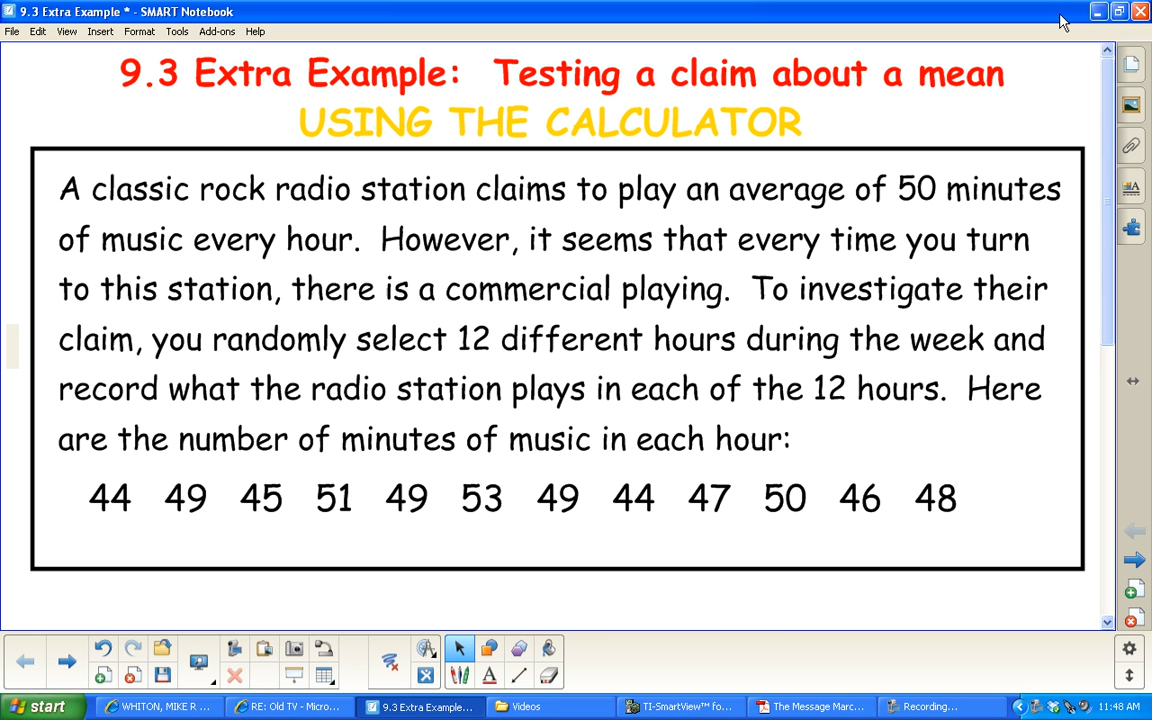 9.3 Extra Example * - SMART Notebook
File Edit View Insert Format Tools Add-ons Help
9.3 Extra Example: Testing a claim about a mean
USING THE CALCULATOR
A classic rock radio station claims to play an average of 50 minutes
of music every hour. However, it seems that every time you turn
to this station, there is a commercial playing. To investigate their
claim, you randomly select 12 different hours during the week and
record what the radio station plays in each of the 12 hours. Here
are the number of minutes of music in each hour:
44 49 45 51 49 53 49 44 47 50 46 48
start WHITON, MIKE R ... RE: Old TV - Micros... 9.3 Extra Example... Videos TI-SmartView™ fo... The Message Marc... Recording... 11:48 AM